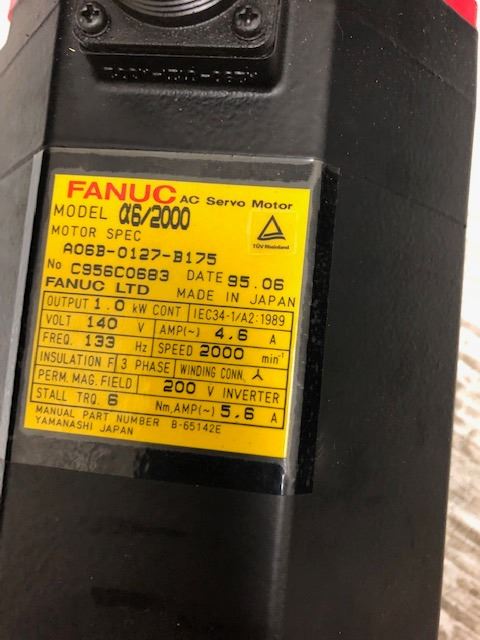 FANUC AC Servo Motor
MODEL α6/2000
MOTOR SPEC
A06B-0127-B175
TÜV Rheinland
No C956C0683 DATE 95.06
FANUC LTD MADE IN JAPAN
OUTPUT 1.0 kW CONT IEC34-1/A2:1989
VOLT 140 V AMP(~) 4.6 A
FREQ. 133 Hz SPEED 2000 min⁻¹
INSULATION F 3 PHASE WINDING CONN. 人
PERM. MAG. FIELD 200 V INVERTER
STALL TRQ. 6 Nm, AMP(~) 5.6 A
MANUAL PART NUMBER B-65142E
YAMANASHI JAPAN